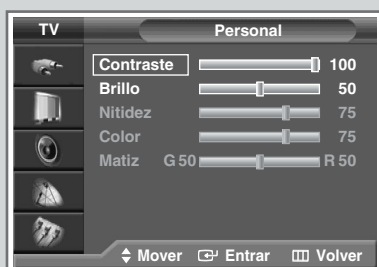 TV Personal
Contraste 100
Brillo 50
Nitidez 75
Color 75
Matiz G 50 R 50
Mover Entrar Volver